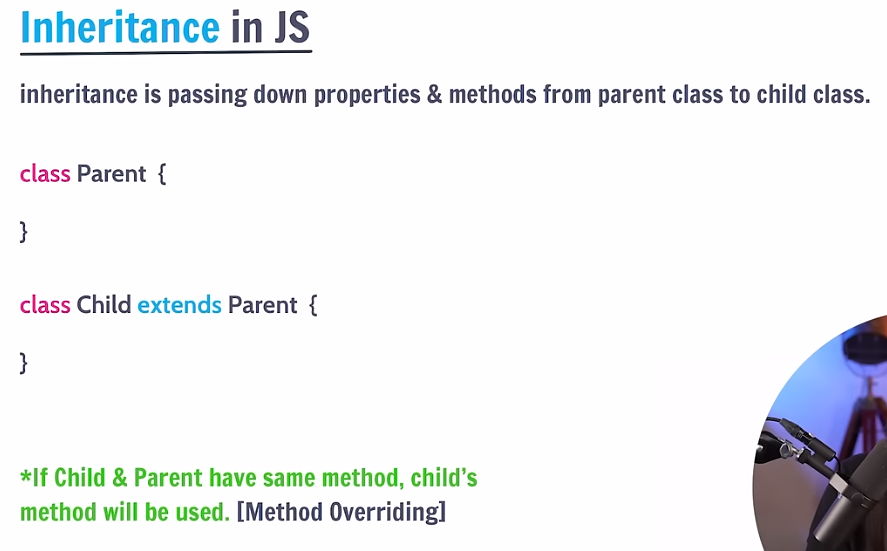 Inheritance in JS
inheritance is passing down properties & methods from parent class to child class.
class Parent {
}
class Child extends Parent {
}
*If Child & Parent have same method, child's
method will be used. [Method Overriding]